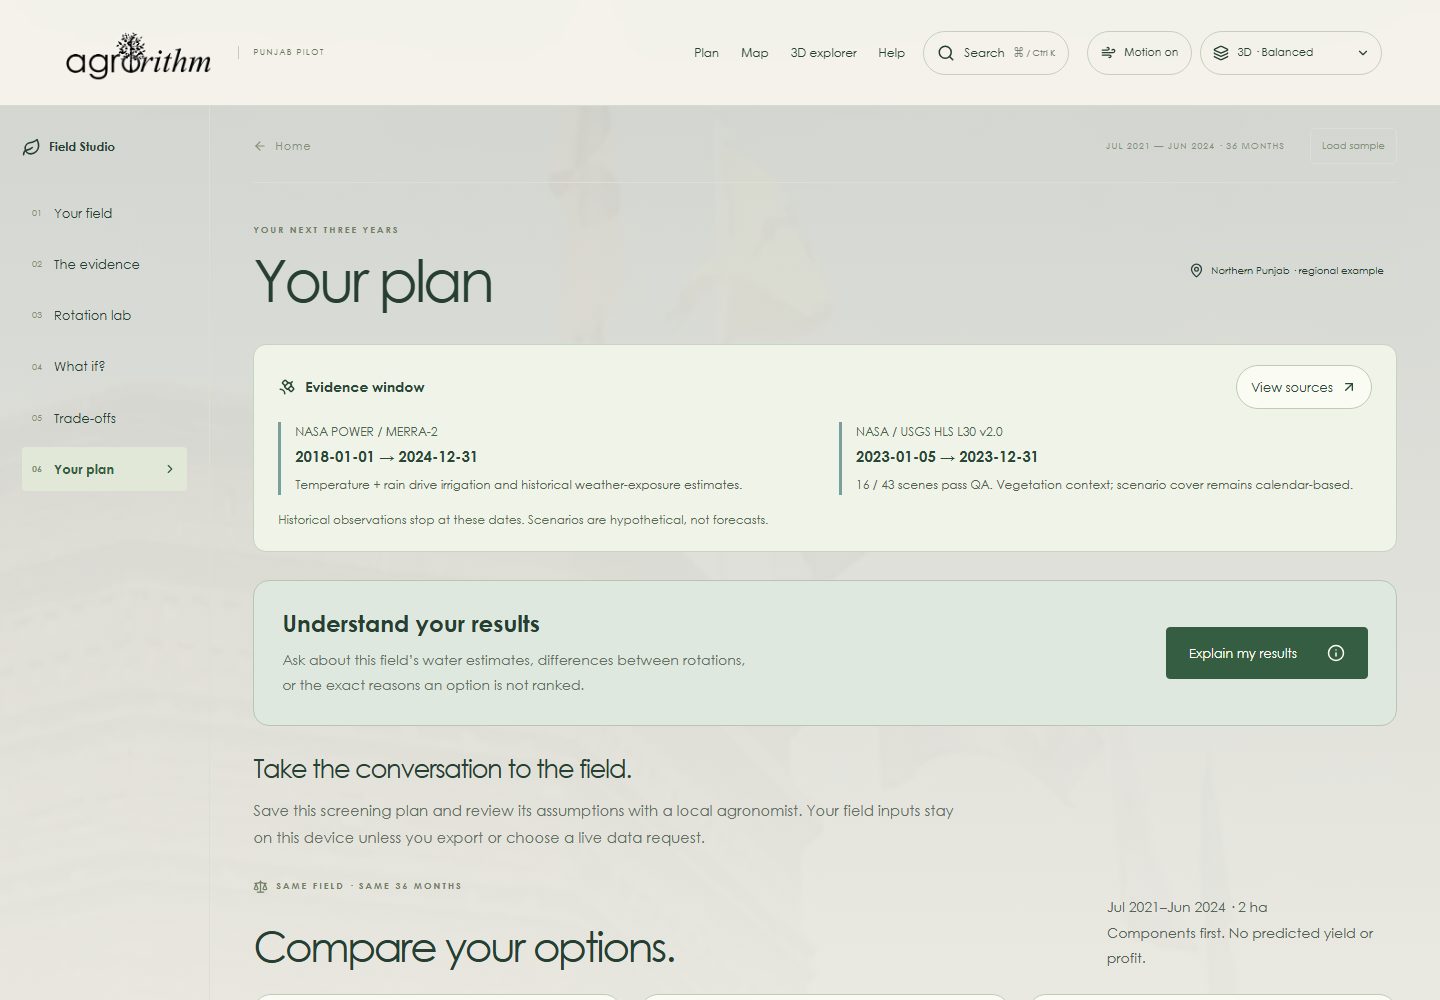 agrorithm
PUNJAB PILOT
Plan
Map
3D explorer
Help
Search ⌘ / Ctrl K
Motion on
3D · Balanced
Field Studio
01 Your field
02 The evidence
03 Rotation lab
04 What if?
05 Trade-offs
06 Your plan
← Home
JUL 2021 — JUN 2024 · 36 MONTHS
Load sample
YOUR NEXT THREE YEARS
Your plan
Northern Punjab · regional example
Evidence window
View sources
NASA POWER / MERRA-2
2018-01-01 → 2024-12-31
Temperature + rain drive irrigation and historical weather-exposure estimates.
NASA / USGS HLS L30 v2.0
2023-01-05 → 2023-12-31
16 / 43 scenes pass QA. Vegetation context; scenario cover remains calendar-based.
Historical observations stop at these dates. Scenarios are hypothetical, not forecasts.
Understand your results
Ask about this field’s water estimates, differences between rotations,
or the exact reasons an option is not ranked.
Explain my results
Take the conversation to the field.
Save this screening plan and review its assumptions with a local agronomist. Your field inputs stay
on this device unless you export or choose a live data request.
SAME FIELD · SAME 36 MONTHS
Compare your options.
Jul 2021–Jun 2024 · 2 ha
Components first. No predicted yield or
profit.